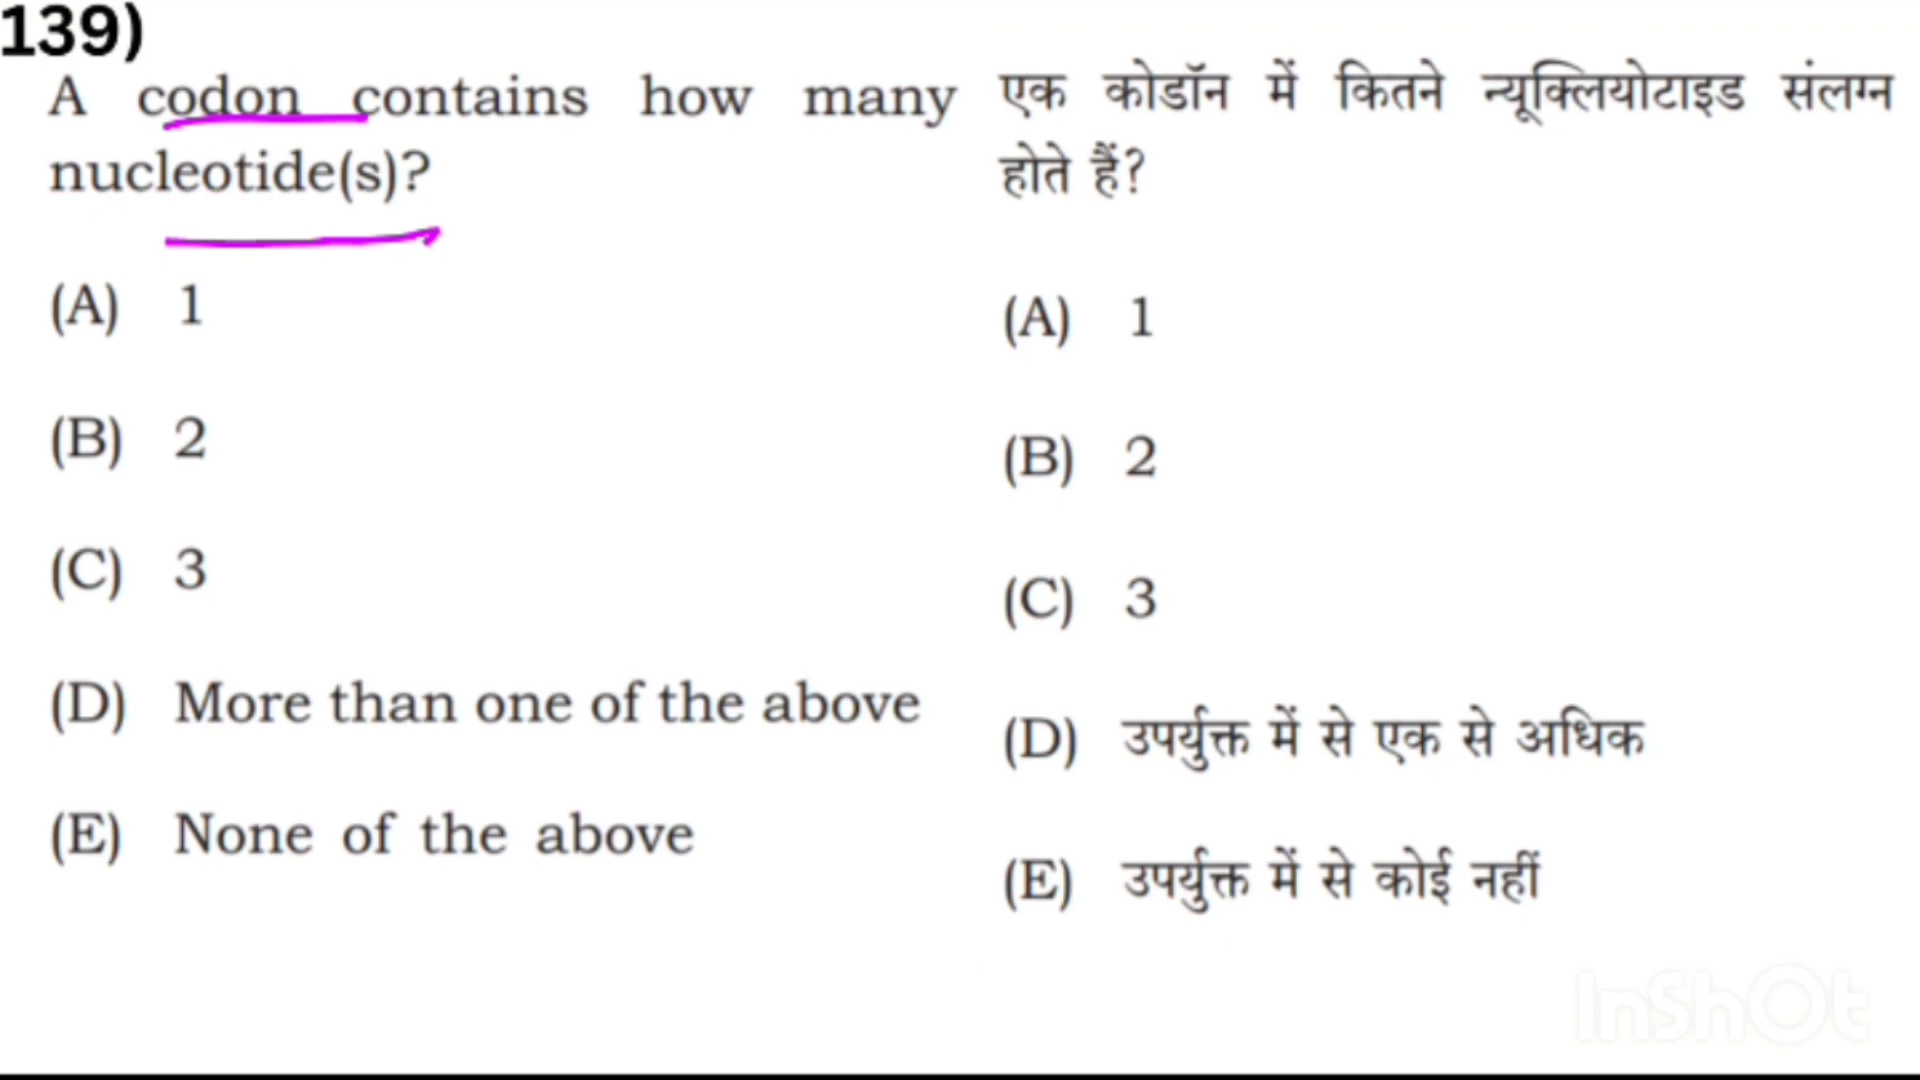 139)
A codon contains how many
nucleotide(s)?
(A) 1
(B) 2
(C) 3
(D) More than one of the above
(E) None of the above
एक कोडॉन में कितने न्यूक्लियोटाइड संलग्न
होते हैं?
(A) 1
(B) 2
(C) 3
(D) उपर्युक्त में से एक से अधिक
(E) उपर्युक्त में से कोई नहीं
InShOt